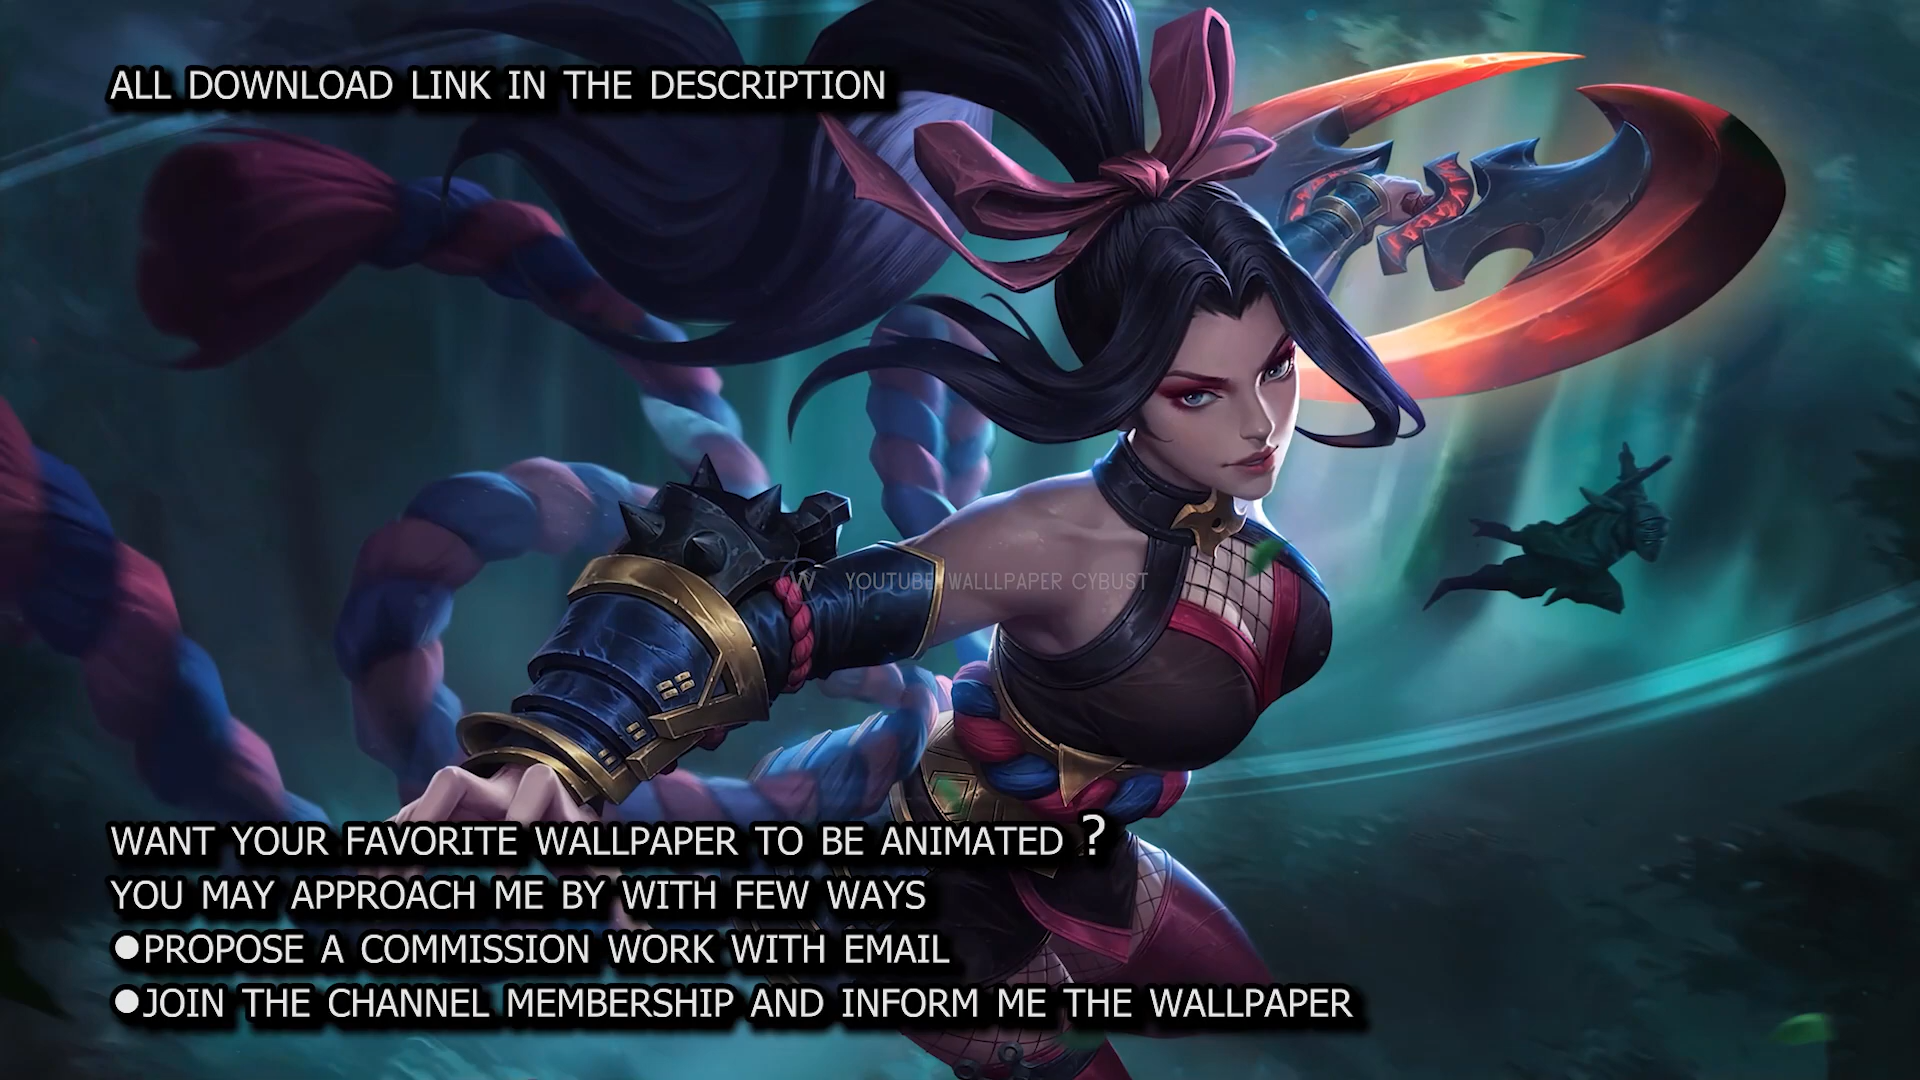 ALL DOWNLOAD LINK IN THE DESCRIPTION
W YOUTUBE:WALLLPAPER CYBUST
WANT YOUR FAVORITE WALLPAPER TO BE ANIMATED ?
YOU MAY APPROACH ME BY WITH FEW WAYS
●PROPOSE A COMMISSION WORK WITH EMAIL
●JOIN THE CHANNEL MEMBERSHIP AND INFORM ME THE WALLPAPER